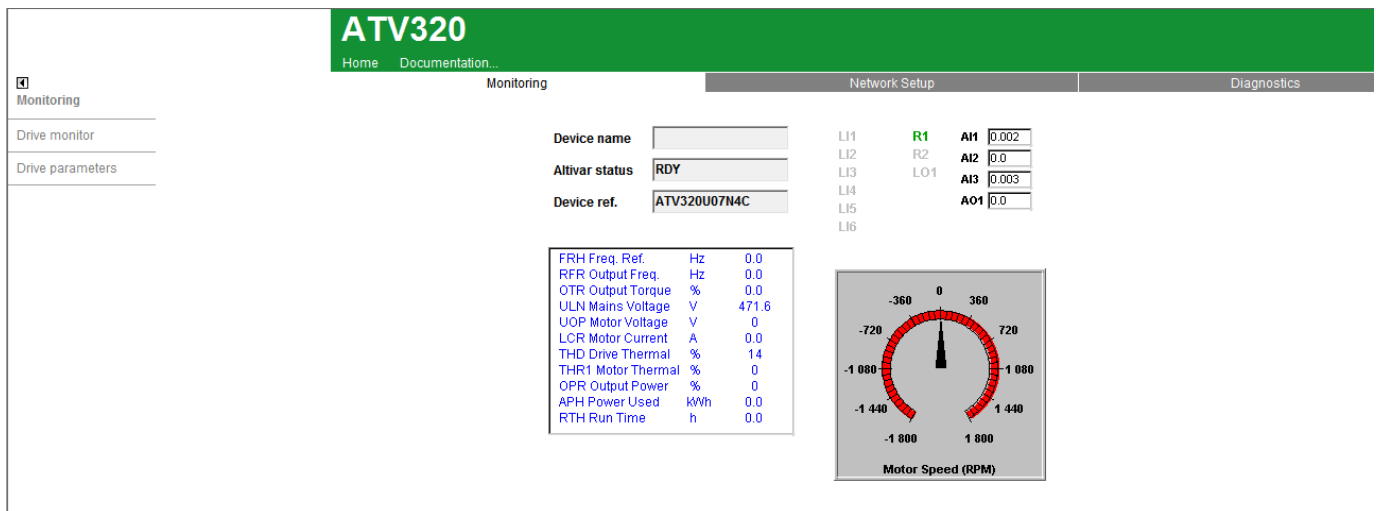 ATV320
Home Documentation...
Monitoring Network Setup Diagnostics
Monitoring
Drive monitor
Drive parameters
Device name
Altivar status RDY
Device ref. ATV320U07N4C
LI1 R1 AI1 0.002
LI2 R2 AI2 0.0
LI3 LO1 AI3 0.003
LI4 AO1 0.0
LI5
LI6
FRH Freq. Ref. Hz 0.0
RFR Output Freq. Hz 0.0
OTR Output Torque % 0.0
ULN Mains Voltage V 471.6
UOP Motor Voltage V 0
LCR Motor Current A 0.0
THD Drive Thermal % 14
THR1 Motor Thermal % 0
OPR Output Power % 0
APH Power Used kWh 0.0
RTH Run Time h 0.0
0
-360 360
-720 720
-1 080 1 080
-1 440 1 440
-1 800 1 800
Motor Speed (RPM)